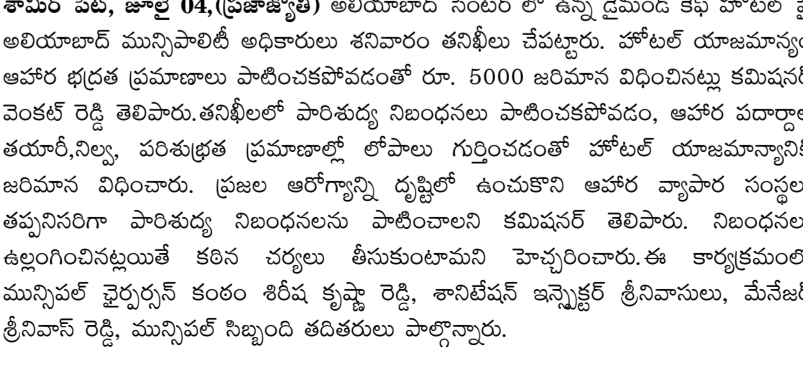 శామీర్ పేట, జూలై 04,(ప్రజాజ్యోతి) అలియాబాద్ సెంటర్ లో ఉన్న డైమండ్ కేఫ్ హోటల్ పై
అలియాబాద్ మున్సిపాలిటీ అధికారులు శనివారం తనిఖీలు చేపట్టారు. హోటల్ యాజమాన్యం
ఆహార భద్రత ప్రమాణాలు పాటించకపోవడంతో రూ. 5000 జరిమాన విధించినట్లు కమిషనర్
వెంకట్ రెడ్డి తెలిపారు.తనిఖీలలో పారిశుద్య నిబంధనలు పాటించకపోవడం, ఆహార పదార్థాల
తయారీ,నిల్వ, పరిశుభ్రత ప్రమాణాల్లో లోపాలు గుర్తించడంతో హోటల్ యాజమాన్యానికి
జరిమాన విధించారు. ప్రజల ఆరోగ్యాన్ని దృష్టిలో ఉంచుకొని ఆహార వ్యాపార సంస్థలు
తప్పనిసరిగా పారిశుద్య నిబంధనలను పాటించాలని కమిషనర్ తెలిపారు. నిబంధనలు
ఉల్లంగించినట్లయితే కఠిన చర్యలు తీసుకుంటామని హెచ్చరించారు.ఈ కార్యక్రమంలో
మున్సిపల్ ఛైర్పర్సన్ కంఠం శిరీష కృష్ణా రెడ్డి, శానిటేషన్ ఇన్స్పెక్టర్ శ్రీనివాసులు, మేనేజర్
శ్రీనివాస్ రెడ్డి, మున్సిపల్ సిబ్బంది తదితరులు పాల్గొన్నారు.